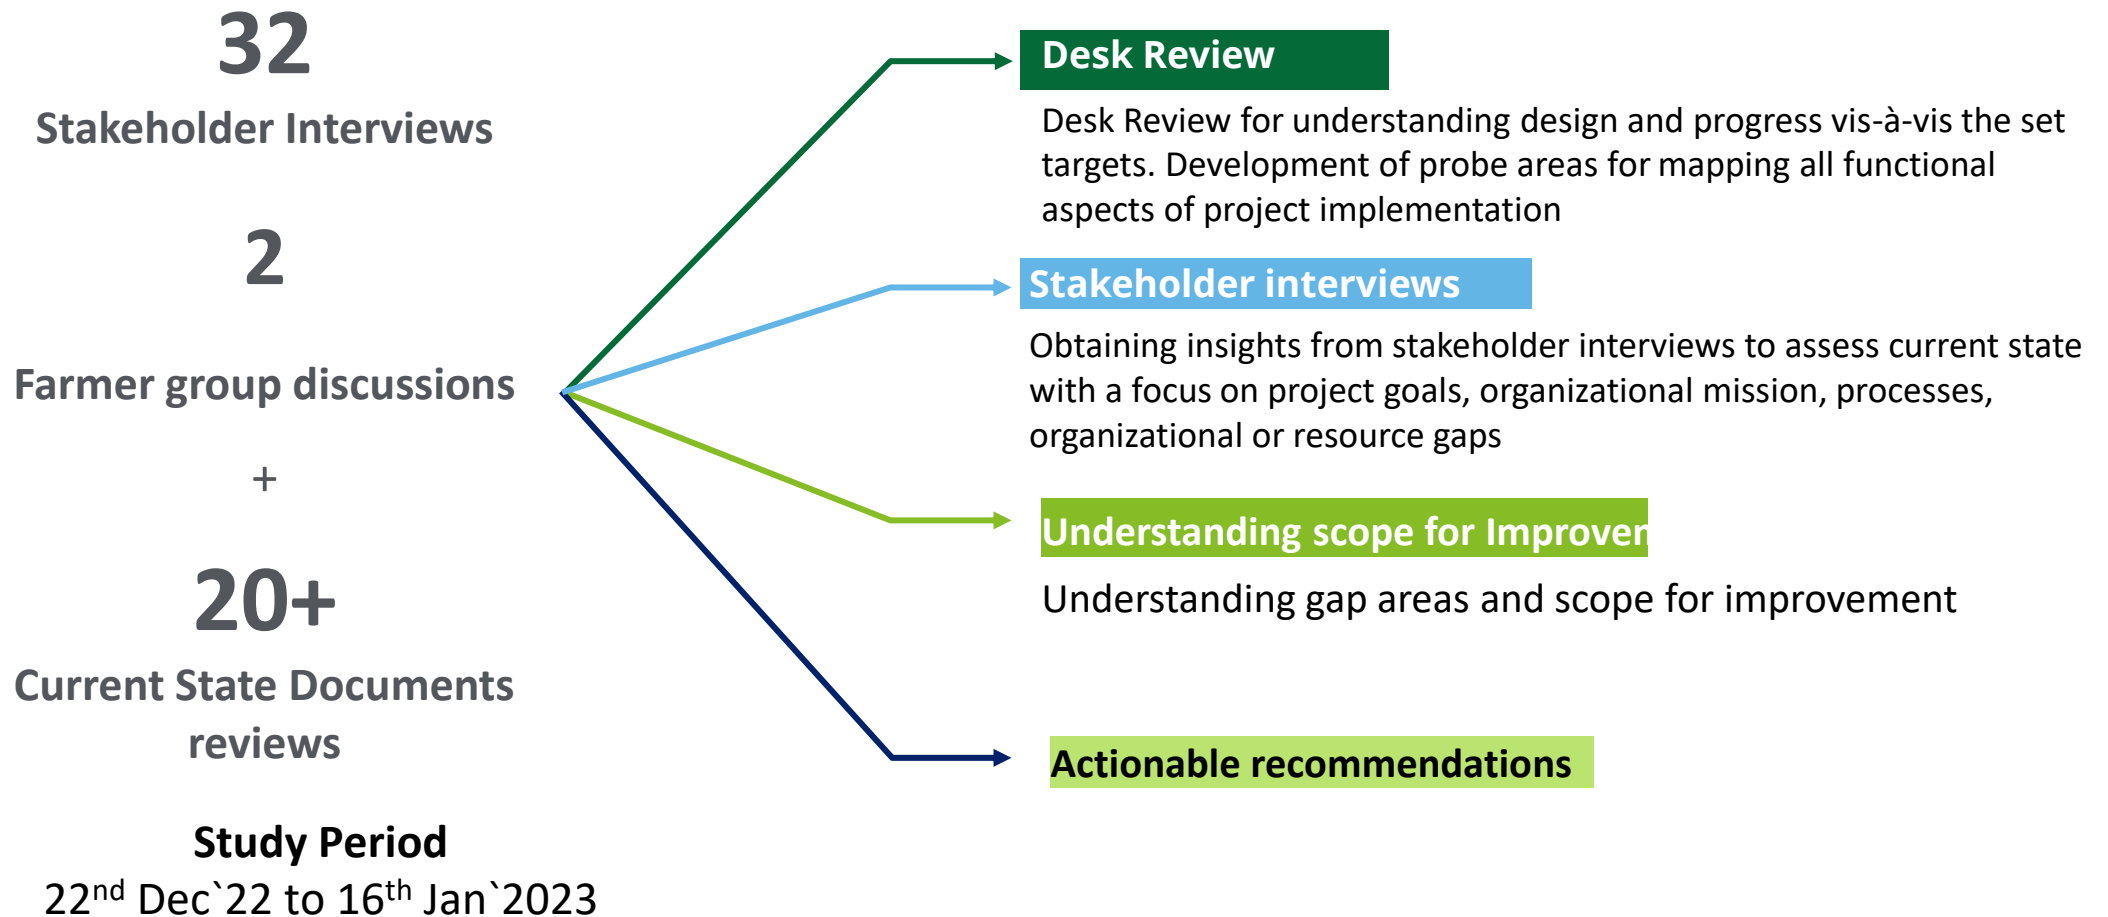 32
Stakeholder Interviews
2
Farmer group discussions
+
20+
Current State Documents
reviews
Study Period
22nd Dec`22 to 16th Jan`2023
Desk Review
Desk Review for understanding design and progress vis-à-vis the set
targets. Development of probe areas for mapping all functional
aspects of project implementation
Stakeholder interviews
Obtaining insights from stakeholder interviews to assess current state
with a focus on project goals, organizational mission, processes,
organizational or resource gaps
Understanding scope for Improvem
Understanding gap areas and scope for improvement
Actionable recommendations